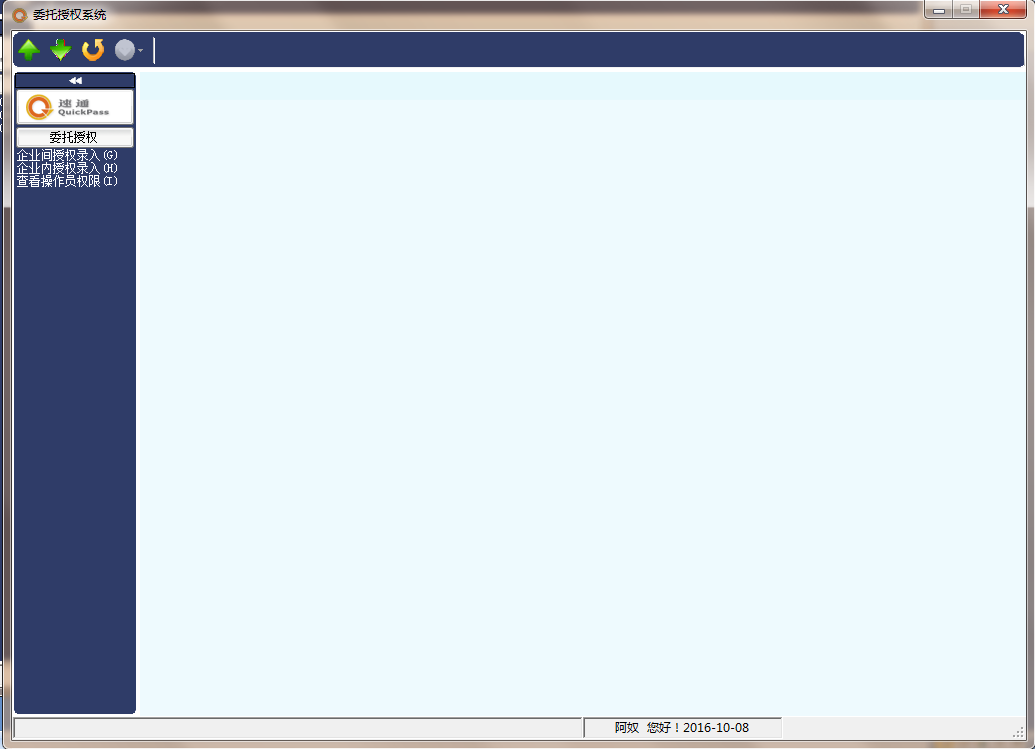 委托授权系统
速通
QuickPass
委托授权
企业间授权录入(G)
企业内授权录入(H)
查看操作员权限(I)
阿奴 您好！2016-10-08